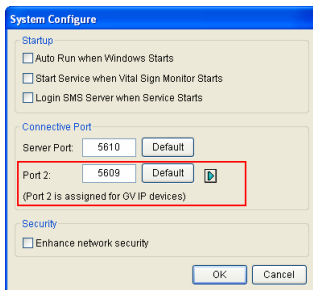 System Configure
Startup
Auto Run when Windows Starts
Start Service when Vital Sign Monitor Starts
Login SMS Server when Service Starts
Connective Port
Server Port: 5610 Default
Port 2: 5609 Default
(Port 2 is assigned for GV IP devices)
Security
Enhance network security
OK Cancel